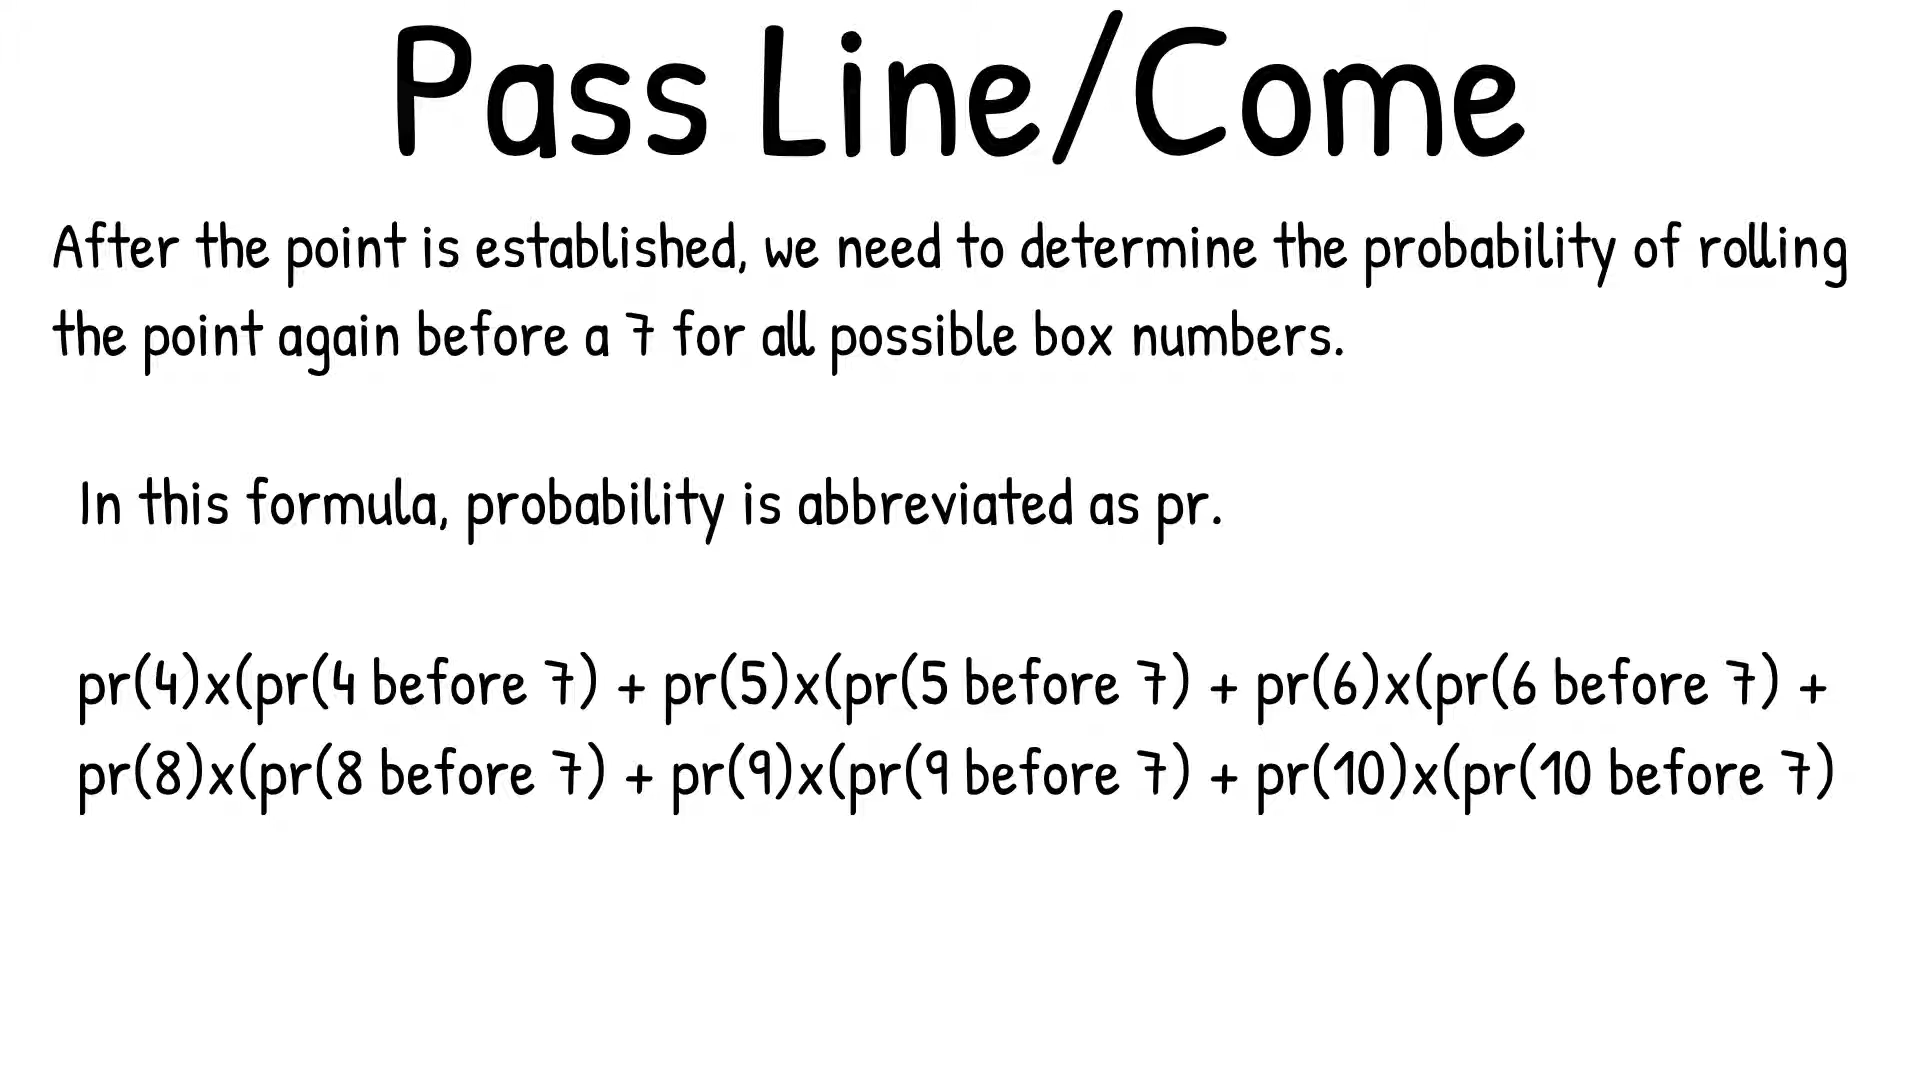 Pass Line/Come
After the point is established, we need to determine the probability of rolling
the point again before a 7 for all possible box numbers.
In this formula, probability is abbreviated as pr.
pr(4)x(pr(4 before 7) + pr(5)x(pr(5 before 7) + pr(6)x(pr(6 before 7) +
pr(8)x(pr(8 before 7) + pr(9)x(pr(9 before 7) + pr(10)x(pr(10 before 7)